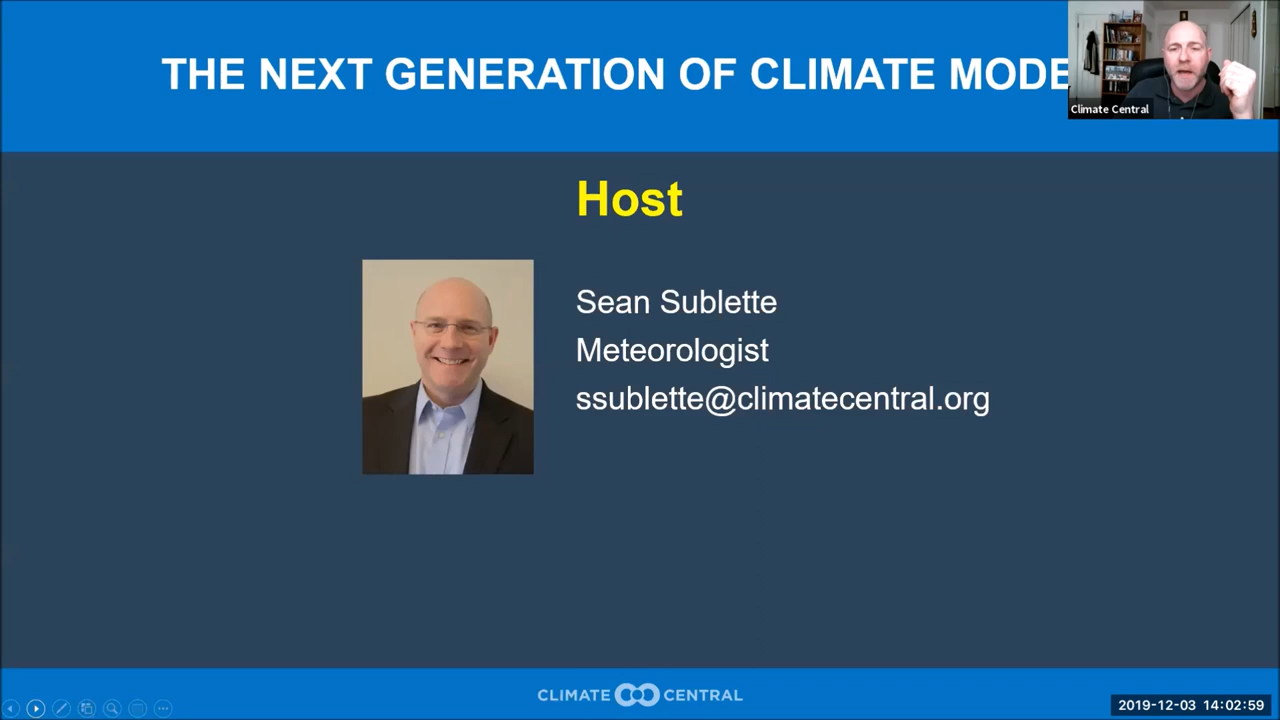 THE NEXT GENERATION OF CLIMATE MODE
Climate Central
Host
Sean Sublette
Meteorologist
ssublette@climatecentral.org
CLIMATE CENTRAL
2019-12-03 14:02:59